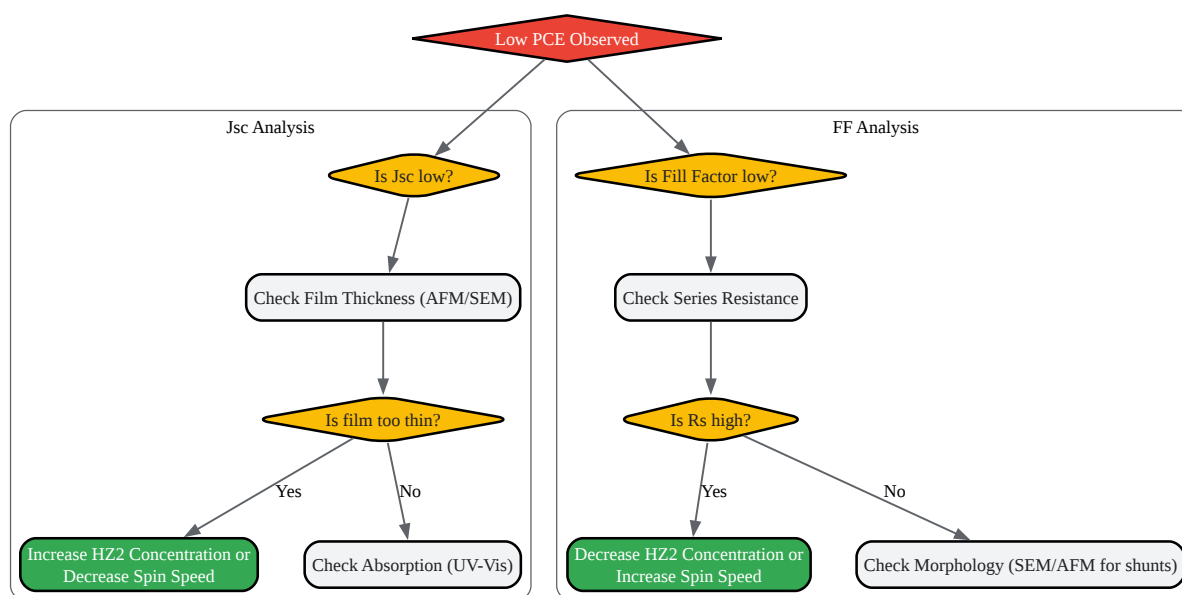 Low PCE Observed
Jsc Analysis
FF Analysis
Is Jsc low?
Is Fill Factor low?
Check Film Thickness (AFM/SEM)
Check Series Resistance
Is film too thin?
Is Rs high?
Yes
No
Yes
No
Increase HZ2 Concentration or
Decrease Spin Speed
Check Absorption (UV-Vis)
Decrease HZ2 Concentration or
Increase Spin Speed
Check Morphology (SEM/AFM for shunts)